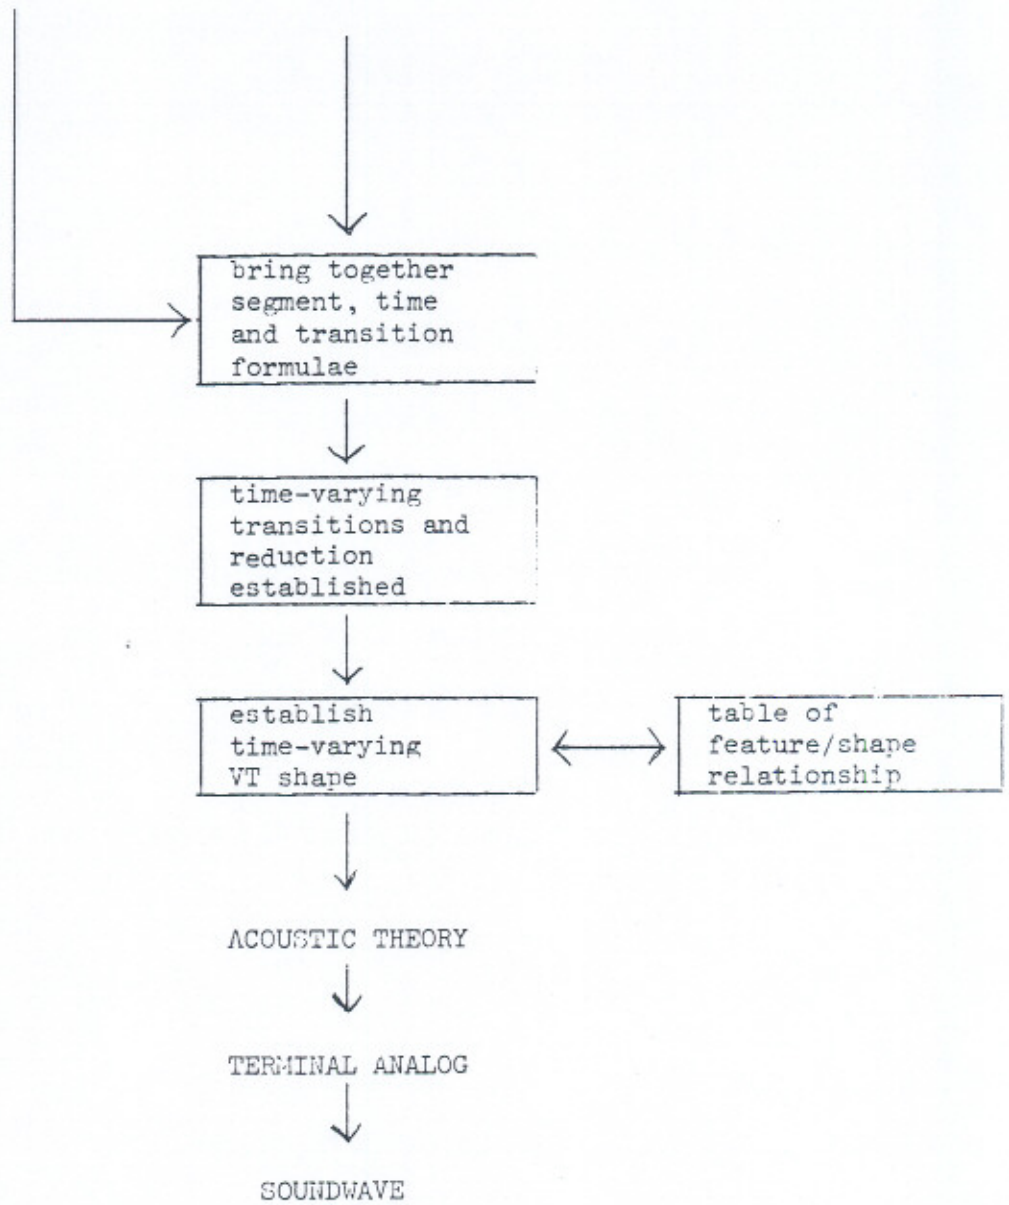 bring together
segment, time
and transition
formulae
time-varying
transitions and
reduction
established
establish
time-varying
VT shape
table of
feature/shape
relationship
ACOUSTIC THEORY
TERMINAL ANALOG
SOUNDWAVE